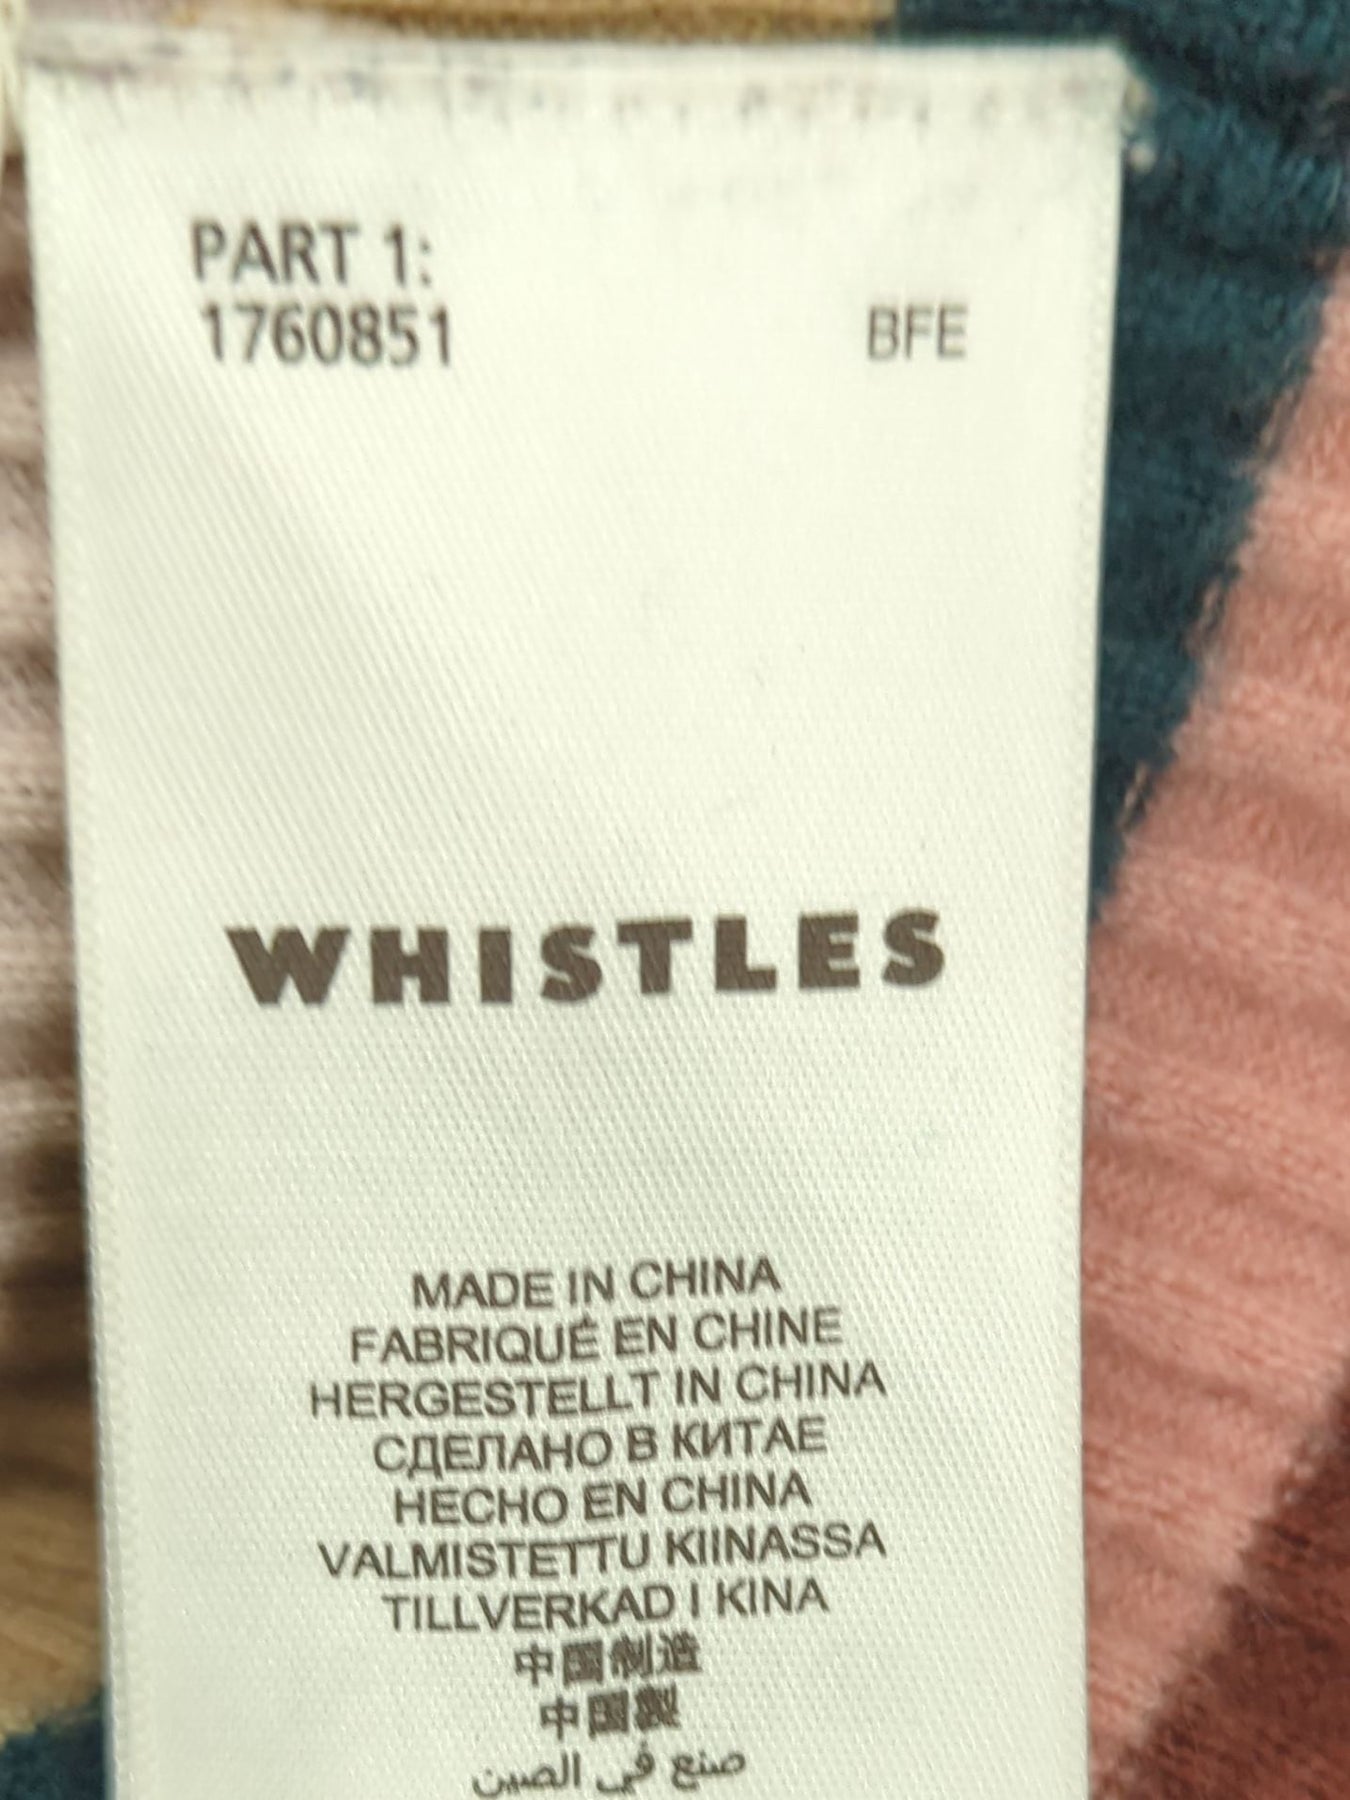 PART 1:
1760851 BFE
WHISTLES
MADE IN CHINA
FABRIQUÉ EN CHINE
HERGESTELLT IN CHINA
СДЕЛАНО В КИТАЕ
HECHO EN CHINA
VALMISTETTU KIINASSA
TILLVERKAD I KINA
中国制造
中国製
صنع في الصين